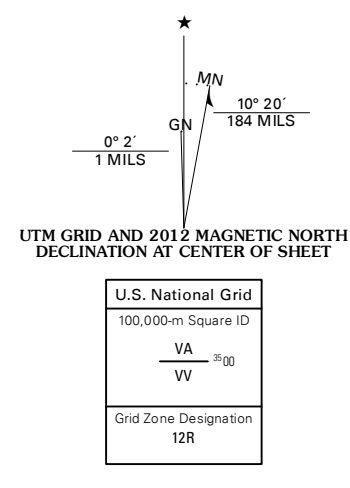 ★
MN
10° 20´
184 MILS
GN
0° 2´
1 MILS
UTM GRID AND 2012 MAGNETIC NORTH
DECLINATION AT CENTER OF SHEET
U.S. National Grid
100,000-m Square ID
VA
3500
VV
Grid Zone Designation
12R